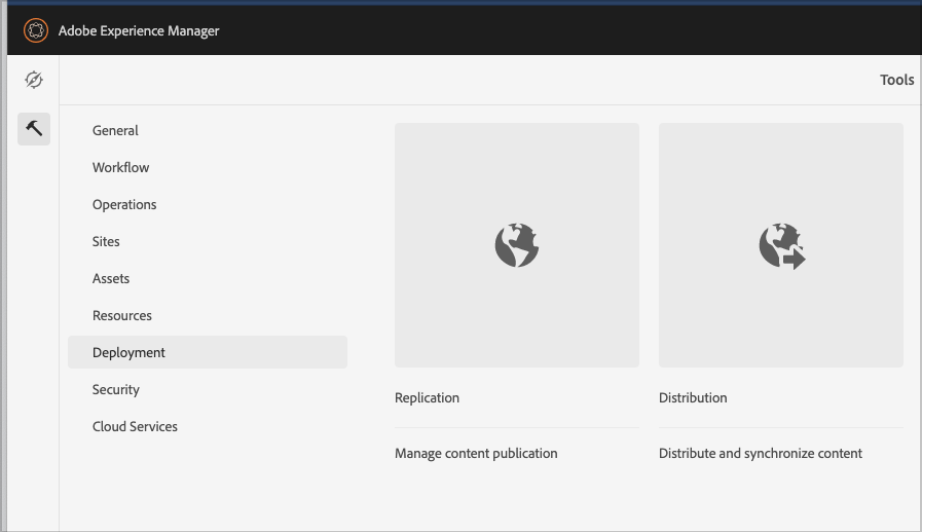 Adobe Experience Manager
Tools
General
Workflow
Operations
Sites
Assets
Resources
Deployment
Security
Cloud Services
Replication
Manage content publication
Distribution
Distribute and synchronize content